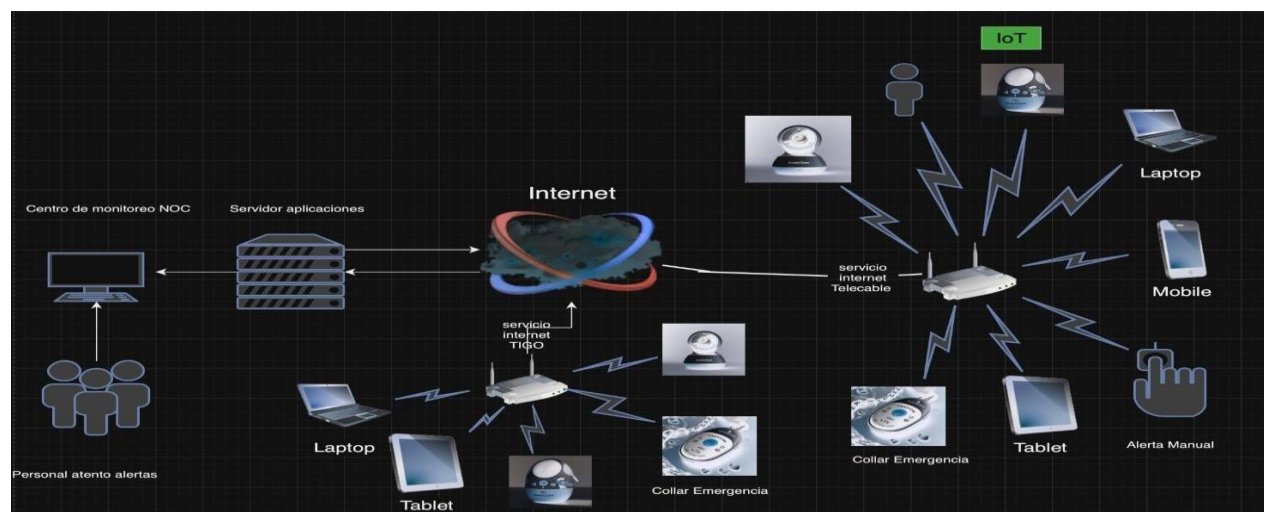 IoT
Laptop
Internet
Centro de monitoreo NOC
Servidor aplicaciones
servicio
internet
Telecable
Mobile
servicio
internet
TIGO
Laptop
Tablet
Collar Emergencia
Collar Emergencia
Tablet
Alerta Manual
Personal atento alertas